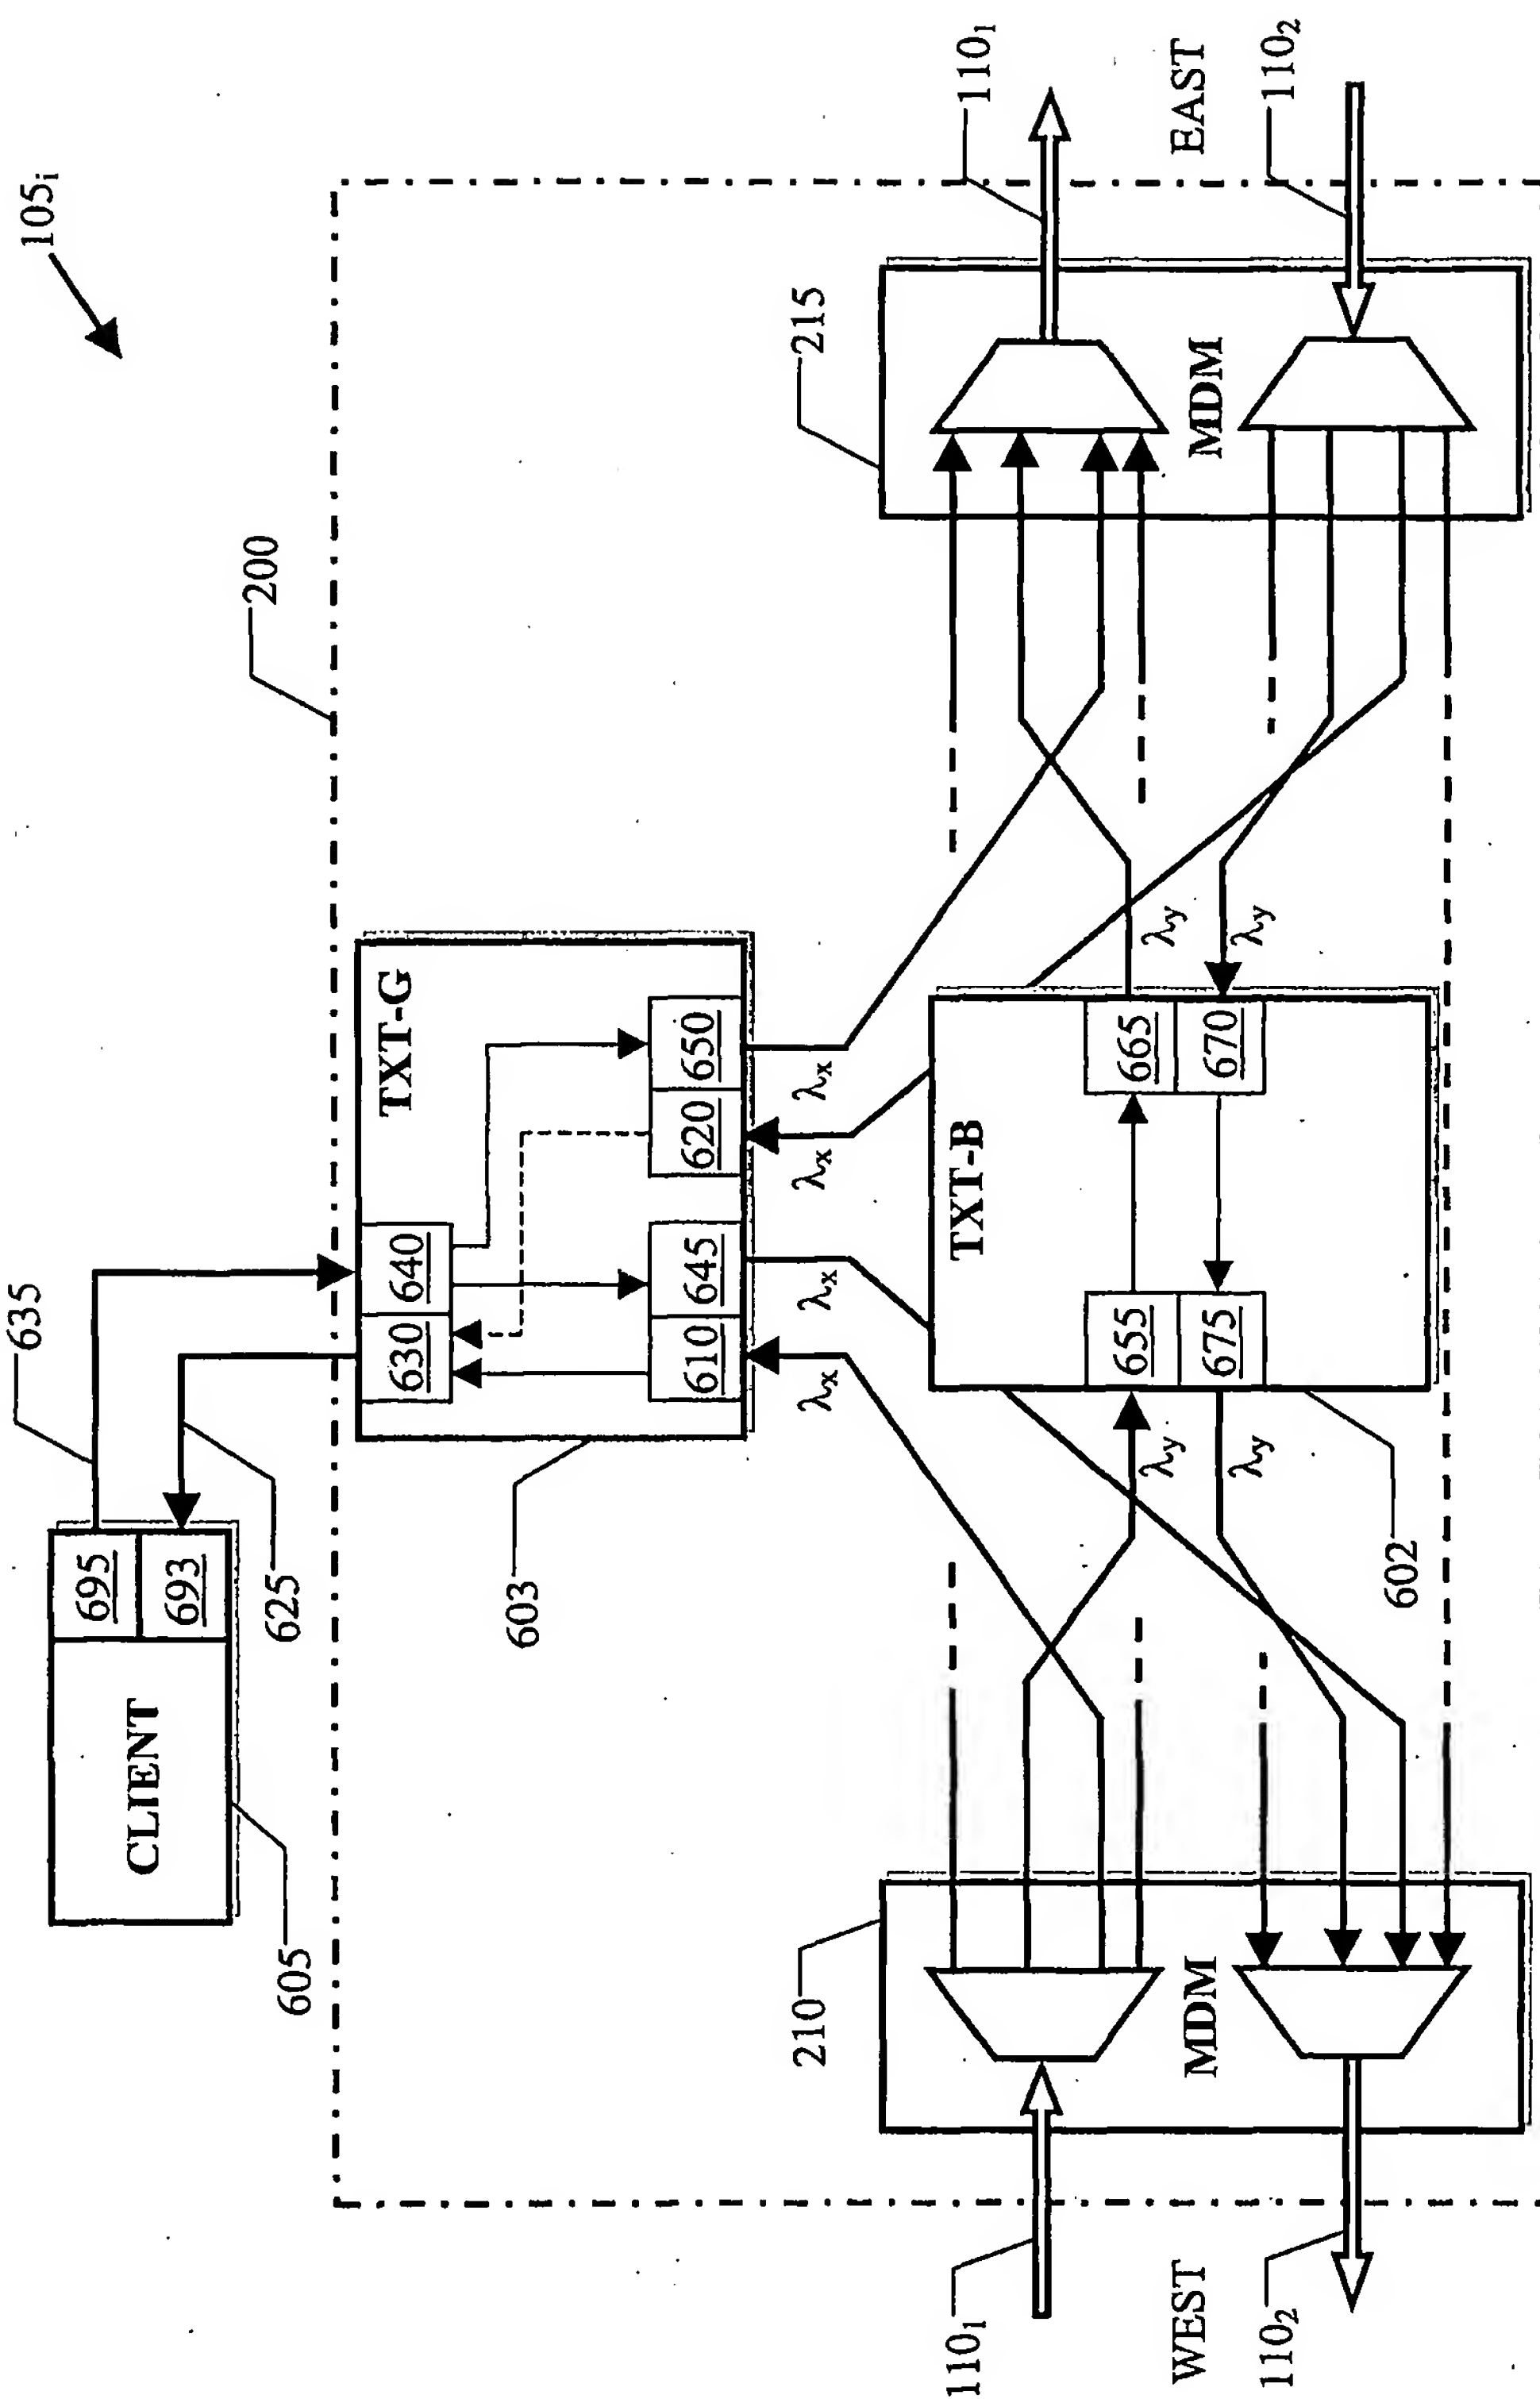 105i
200
635
695
693
CLIENT
605
625
603
TXT-G
630
640
610
645
620
650
λx
λx
λx
λx
TXT-B
655
665
675
670
λy
λy
λy
λy
602
210
MDM
215
MDM
110₁
WEST
110₂
110₁
EAST
110₂